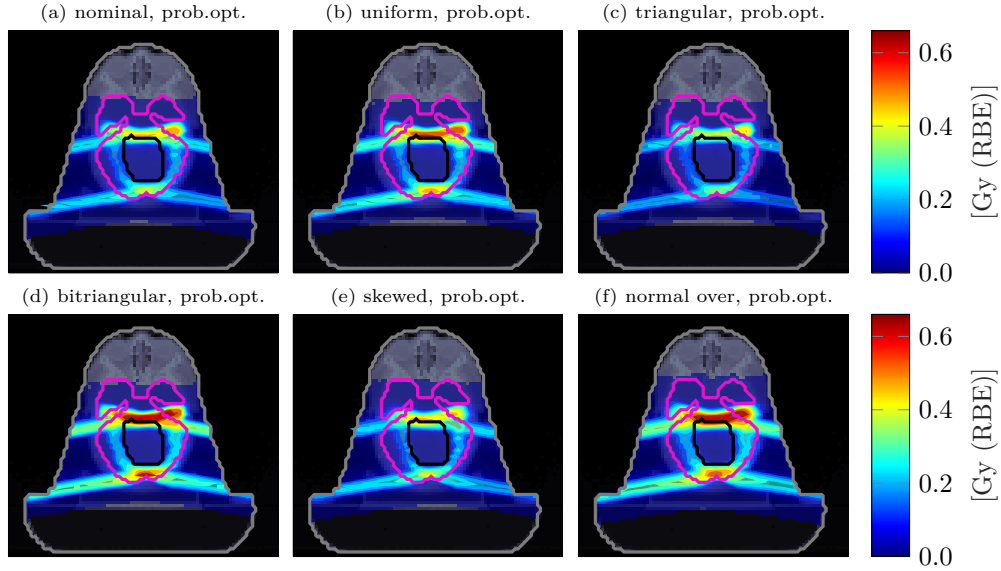 (a) nominal, prob.opt.
(b) uniform, prob.opt.
(c) triangular, prob.opt.
0.6
0.4
0.2
0.0
[Gy (RBE)]
(d) bitriangular, prob.opt.
(e) skewed, prob.opt.
(f) normal over, prob.opt.
0.6
0.4
0.2
0.0
[Gy (RBE)]